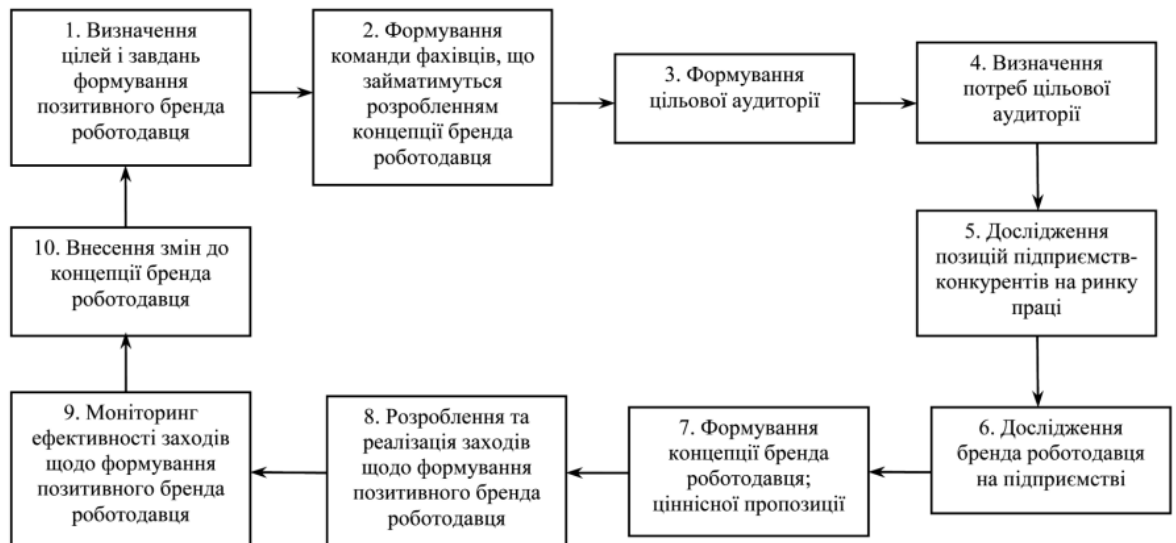 1. Визначення
цілей і завдань
формування
позитивного бренда
роботодавця
2. Формування
команди фахівців, що
займатимуться
розробленням
концепції бренда
роботодавця
3. Формування
цільової аудиторії
4. Визначення
потреб цільової
аудиторії
5. Дослідження
позицій підприємств-
конкурентів на ринку
праці
6. Дослідження
бренда роботодавця
на підприємстві
7. Формування
концепції бренда
роботодавця;
ціннісної пропозиції
8. Розроблення та
реалізація заходів
щодо формування
позитивного бренда
роботодавця
9. Моніторинг
ефективності заходів
щодо формування
позитивного бренда
роботодавця
10. Внесення змін до
концепції бренда
роботодавця